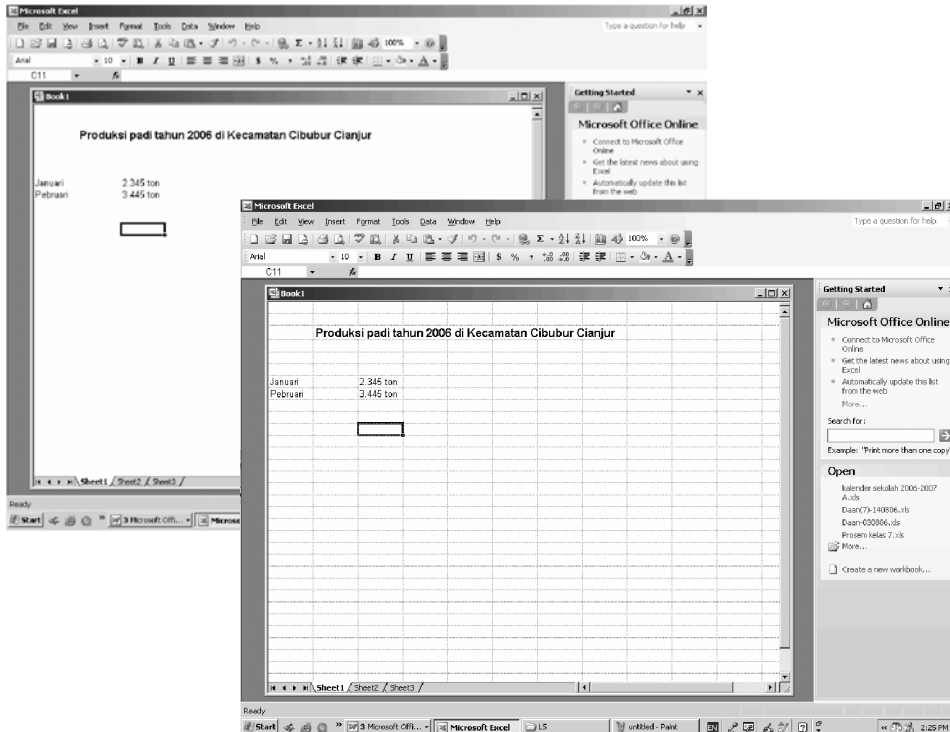 Microsoft Excel
File Edit View Insert Format Tools Data Window Help
Type a question for help
100%
Arial 10 B I U $ %
C11 fx
Book1
Produksi padi tahun 2006 di Kecamatan Cibubur Cianjur
Januari 2.345 ton
Pebruari 3.445 ton
Sheet1 Sheet2 Sheet3
Ready
Start 3 Microsoft Offi... Microso
Getting Started
Microsoft Office Online
Connect to Microsoft Office
Online
Get the latest news about using
Excel
Automatically update this list
from the web
Microsoft Excel
File Edit View Insert Format Tools Data Window Help
Type a question for help
100%
Arial 10 B I U $ %
C11 fx
Book1
Produksi padi tahun 2006 di Kecamatan Cibubur Cianjur
Januari 2.345 ton
Pebruari 3.445 ton
Sheet1 Sheet2 Sheet3
Getting Started
Microsoft Office Online
Connect to Microsoft Office
Online
Get the latest news about using
Excel
Automatically update this list
from the web
More...
Search for:
Example: "Print more than one copy"
Open
kalender sekolah 2006-2007
A.xls
Daan(7)-140806.xls
Daan-030806.xls
Prosem kelas 7.xls
More...
Create a new workbook...
Ready
Start 3 Microsoft Offi... Microsoft Excel L5 untitled - Paint EN 2:25 PM